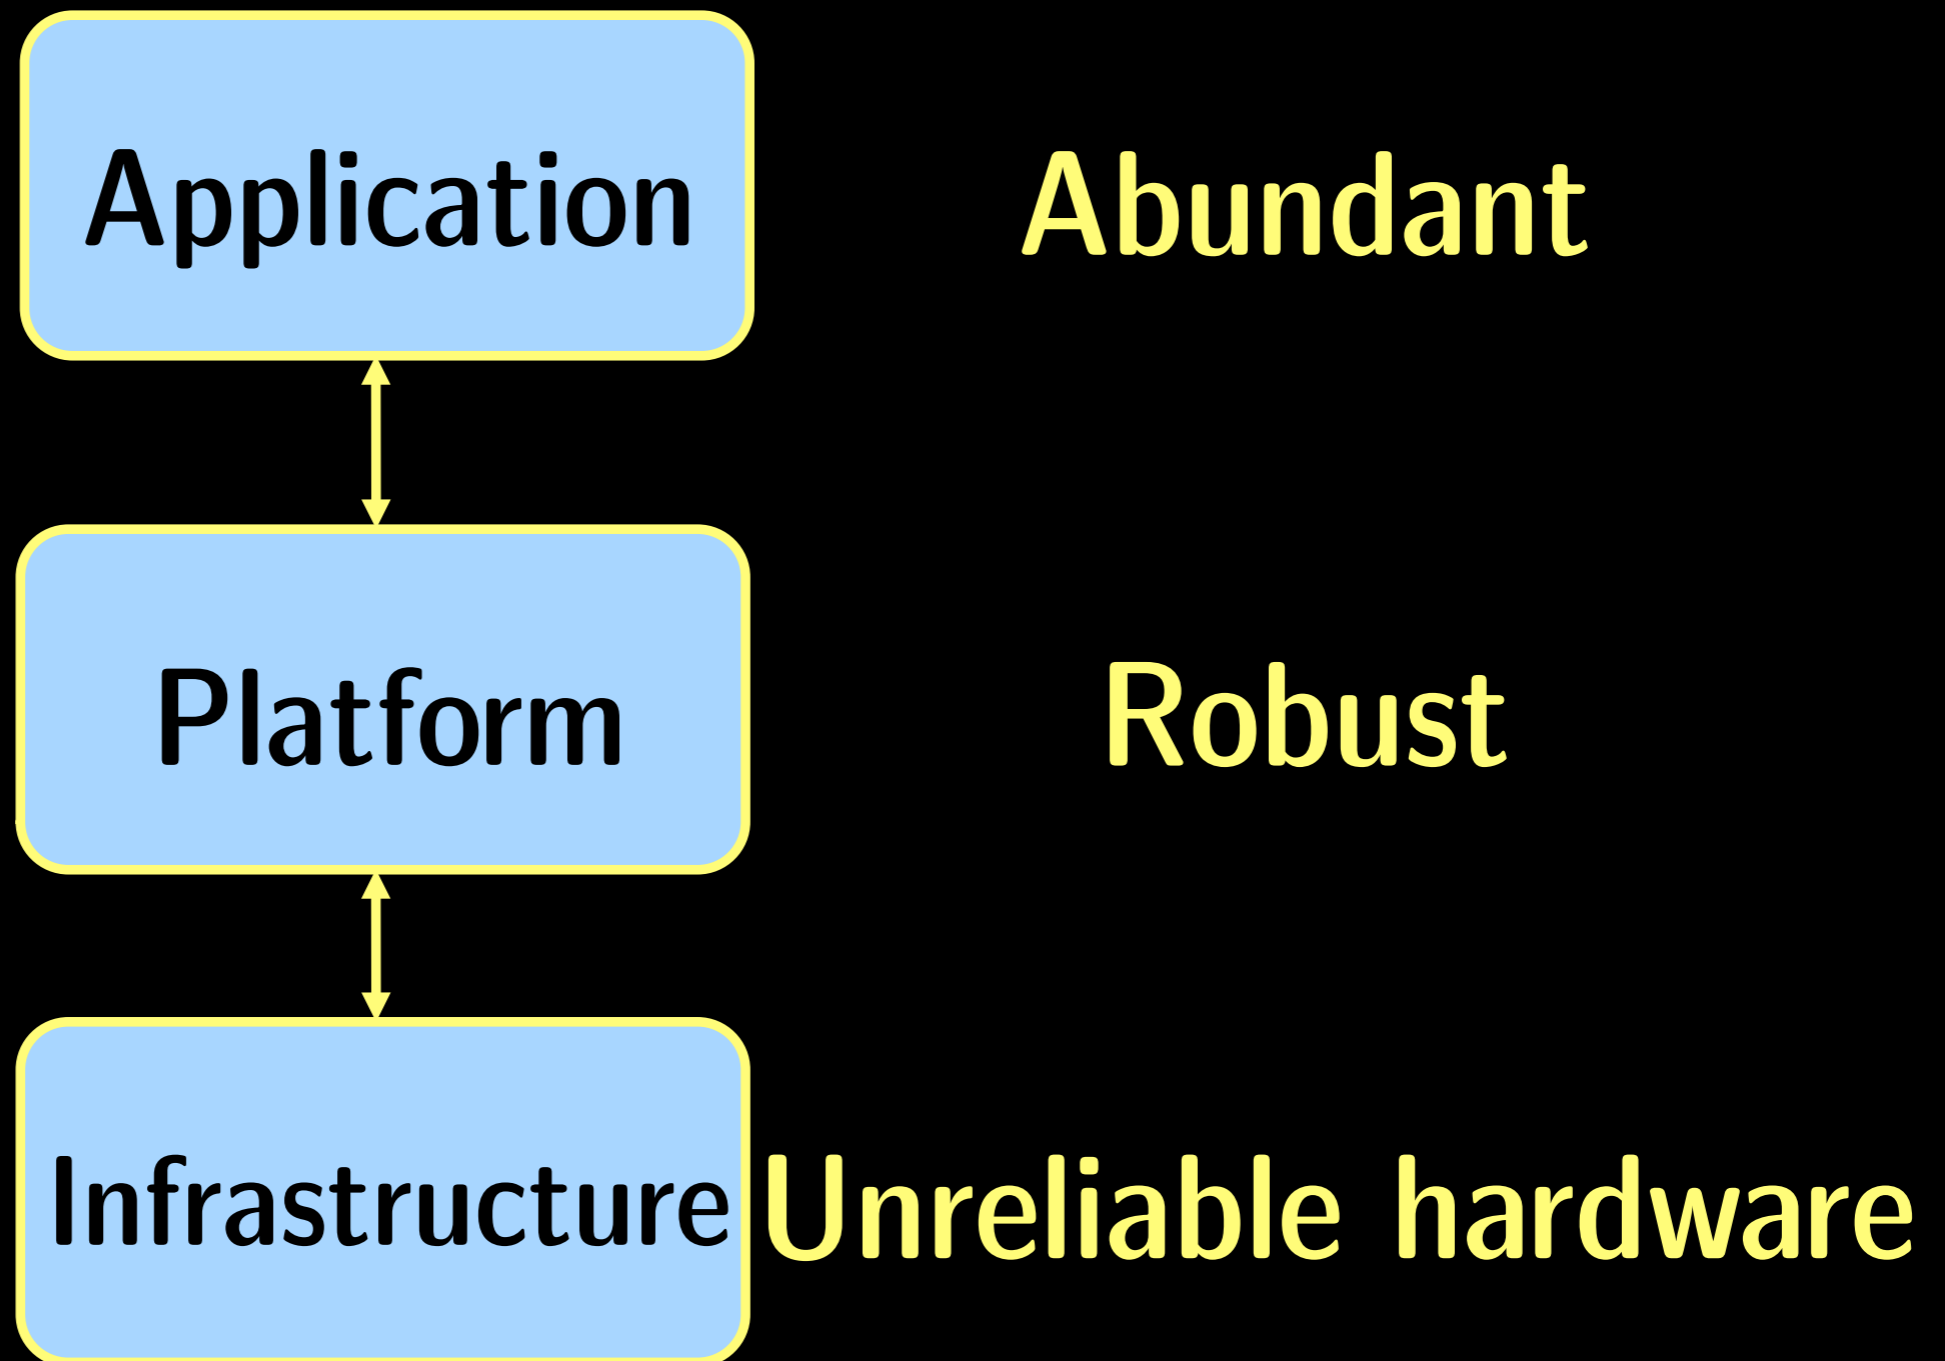 Application
Abundant
Platform
Robust
Infrastructure
Unreliable hardware